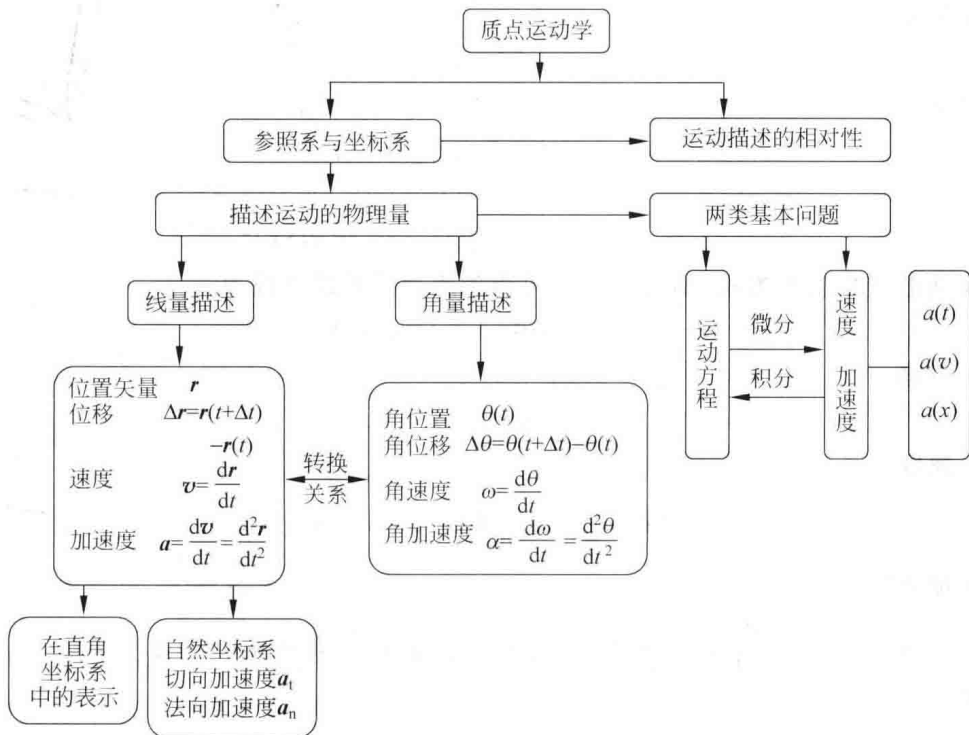 质点运动学
参照系与坐标系
运动描述的相对性
描述运动的物理量
两类基本问题
线量描述
角量描述
运动方程
微分
积分
速度 加速度
a(t)
a(v)
a(x)
位置矢量 r
位移 Δr=r(t+Δt)
−r(t)
速度 v=dr/dt
加速度 a=dv/dt=d²r/dt²
转换
关系
角位置 θ(t)
角位移 Δθ=θ(t+Δt)−θ(t)
角速度 ω=dθ/dt
角加速度 α=dω/dt=d²θ/dt²
在直角
坐标系
中的表示
自然坐标系
切向加速度aₜ
法向加速度aₙ